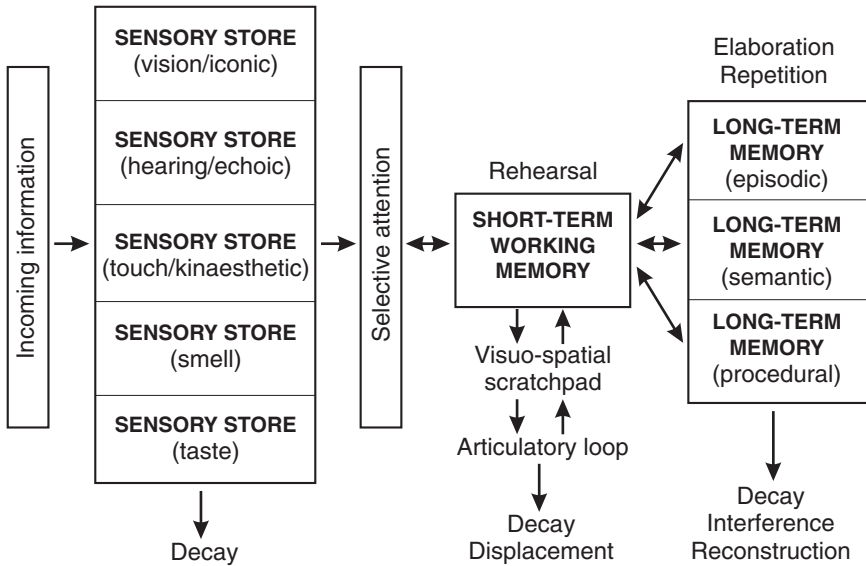 Incoming information
SENSORY STORE
(vision/iconic)
SENSORY STORE
(hearing/echoic)
SENSORY STORE
(touch/kinaesthetic)
SENSORY STORE
(smell)
SENSORY STORE
(taste)
Decay
Selective attention
Rehearsal
SHORT-TERM
WORKING
MEMORY
Visuo-spatial
scratchpad
Articulatory loop
Decay
Displacement
Elaboration
Repetition
LONG-TERM
MEMORY
(episodic)
LONG-TERM
MEMORY
(semantic)
LONG-TERM
MEMORY
(procedural)
Decay
Interference
Reconstruction